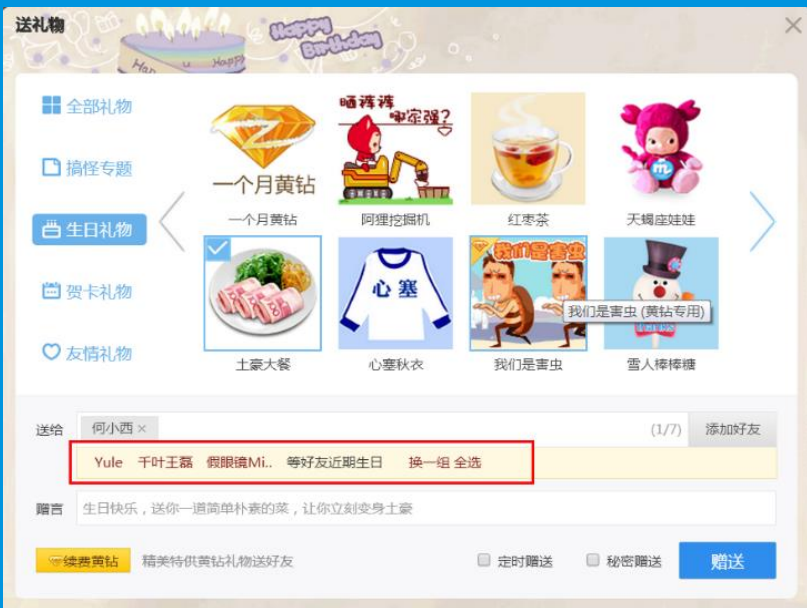 送礼物
Happy
Birthday
Hap u Happ
全部礼物
搞怪专题
生日礼物
贺卡礼物
友情礼物
一个月黄钻
晒裤裤
哪家强?
一个月黄钻
阿狸挖掘机
红枣茶
m
天蝎座娃娃
土豪大餐
心 塞
心塞秋衣
我们是害虫
我们是害虫
我们是害虫 (黄钻专用)
雪人棒棒糖
送给 何小西 × (1/7) 添加好友
Yule 千叶王磊 假眼镜Mi.. 等好友近期生日 换一组 全选
赠言 生日快乐，送你一道简单朴素的菜，让你立刻变身土豪
续费黄钻 精美特供黄钻礼物送好友 定时赠送 秘密赠送 赠送